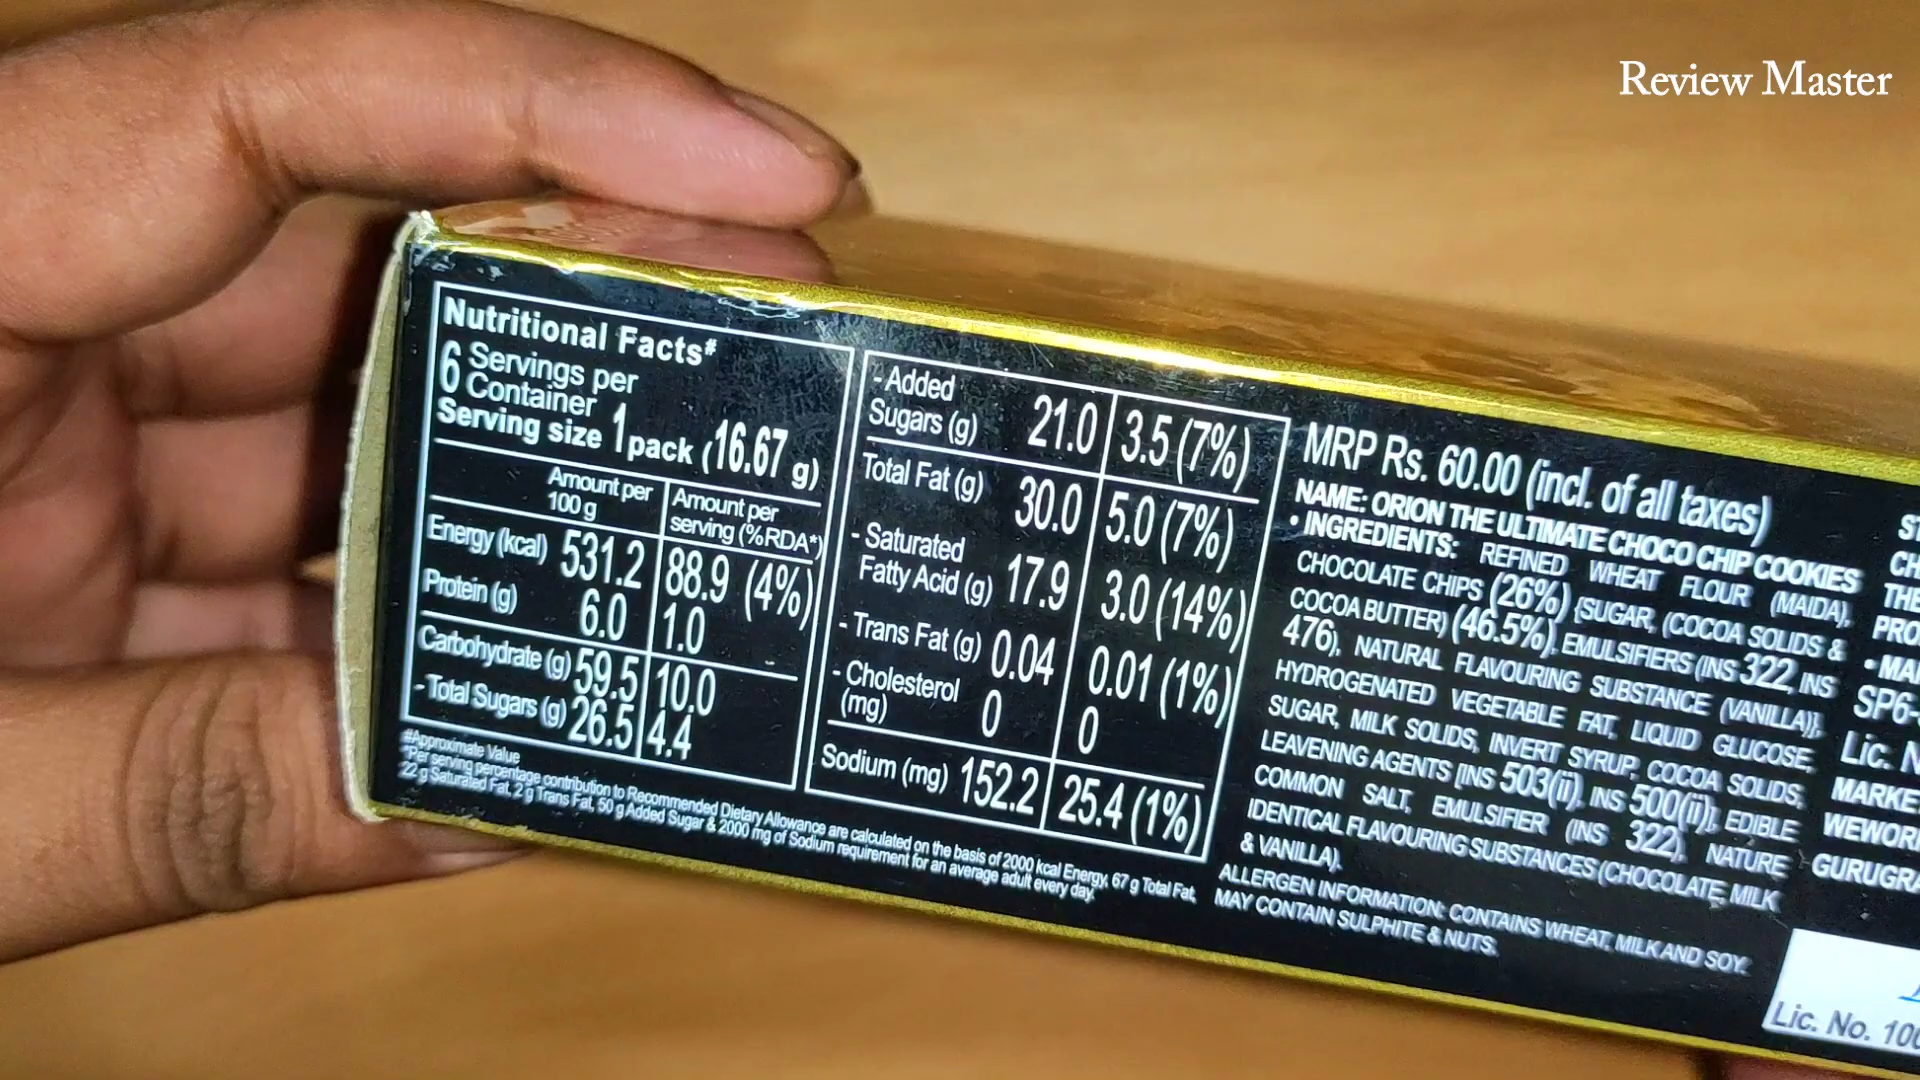 Review Master
Nutritional Facts#
6 Servings per
Container
Serving size 1 pack (16.67 g)
Amount per
100 g
Amount per
serving (%RDA*)
Energy (kcal) 531.2 88.9 (4%)
Protein (g) 6.0 1.0
Carbohydrate (g) 59.5 10.0
- Total Sugars (g) 26.5 4.4
- Added
Sugars (g) 21.0 3.5 (7%)
Total Fat (g) 30.0 5.0 (7%)
- Saturated
Fatty Acid (g) 17.9 3.0 (14%)
- Trans Fat (g) 0.04 0.01 (1%)
- Cholesterol
(mg) 0 0
Sodium (mg) 152.2 25.4 (1%)
#Approximate Value
*Per serving percentage contribution to Recommended Dietary Allowance are calculated on the basis of 2000 kcal Energy, 67 g Total Fat,
22 g Saturated Fat, 2 g Trans Fat, 50 g Added Sugar & 2000 mg of Sodium requirement for an average adult every day.
MRP Rs. 60.00 (incl. of all taxes)
NAME: ORION THE ULTIMATE CHOCO CHIP COOKIES
• INGREDIENTS: REFINED WHEAT FLOUR (MAIDA),
CHOCOLATE CHIPS (26%) {SUGAR, (COCOA SOLIDS &
COCOA BUTTER) (46.5%), EMULSIFIERS (INS 322, INS
476), NATURAL FLAVOURING SUBSTANCE (VANILLA)},
HYDROGENATED VEGETABLE FAT, LIQUID GLUCOSE,
SUGAR, MILK SOLIDS, INVERT SYRUP, COCOA SOLIDS,
LEAVENING AGENTS [INS 503(ii), INS 500(ii)], EDIBLE
COMMON SALT, EMULSIFIER (INS 322), NATURE
IDENTICAL FLAVOURING SUBSTANCES (CHOCOLATE, MILK
& VANILLA).
ALLERGEN INFORMATION: CONTAINS WHEAT, MILK AND SOY.
MAY CONTAIN SULPHITE & NUTS.
ST
CH
THE
PRO
• MA
SP6-
Lic. N
MARKE
WEWOR
GURUGRA
Lic. No. 100